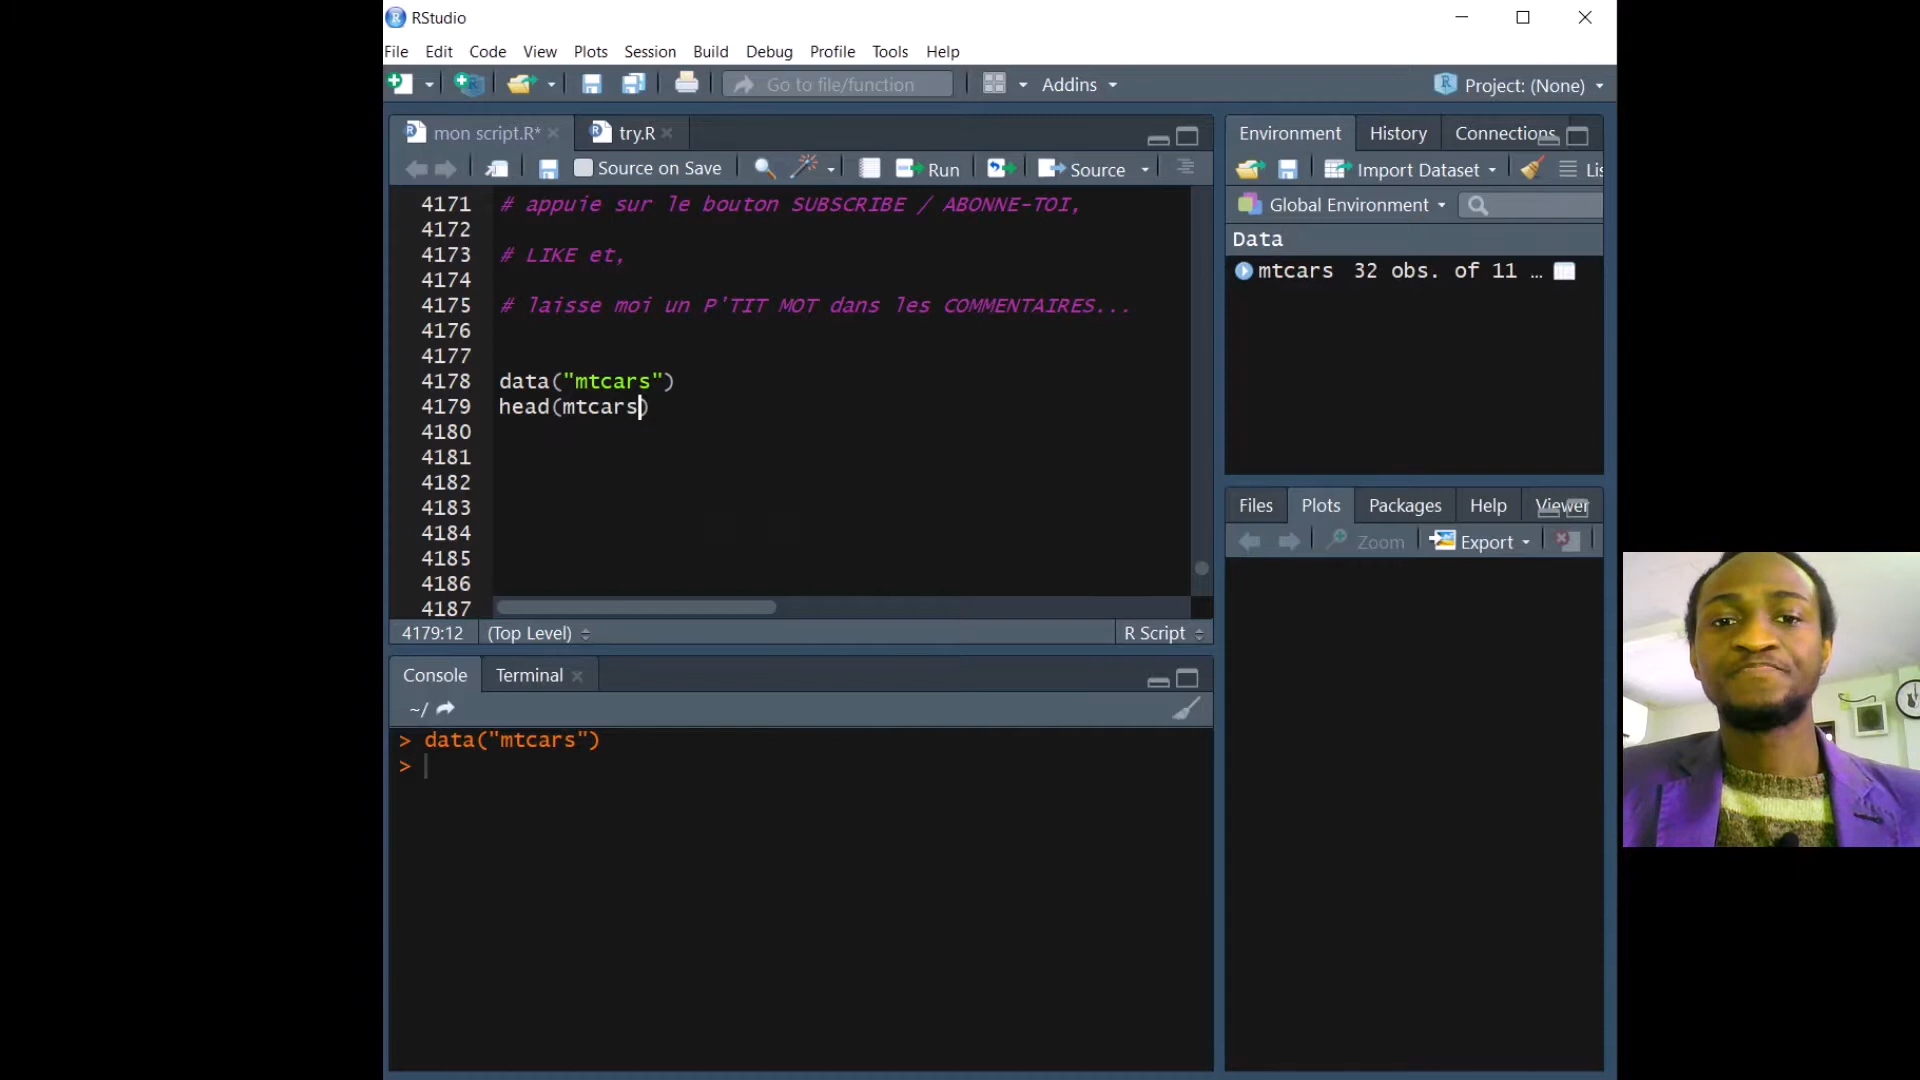 RStudio
File Edit Code View Plots Session Build Debug Profile Tools Help
Go to file/function Addins Project: (None)
mon script.R* try.R
Source on Save Run Source
4171 # appuie sur le bouton SUBSCRIBE / ABONNE-TOI,
4172
4173 # LIKE et,
4174
4175 # laisse moi un P'TIT MOT dans les COMMENTAIRES...
4176
4177
4178 data("mtcars")
4179 head(mtcars)
4180
4181
4182
4183
4184
4185
4186
4187
4179:12 (Top Level) R Script
Console Terminal
~/
> data("mtcars")
>
Environment History Connections
Import Dataset Lis
Global Environment
Data
mtcars 32 obs. of 11 …
Files Plots Packages Help Viewer
Zoom Export